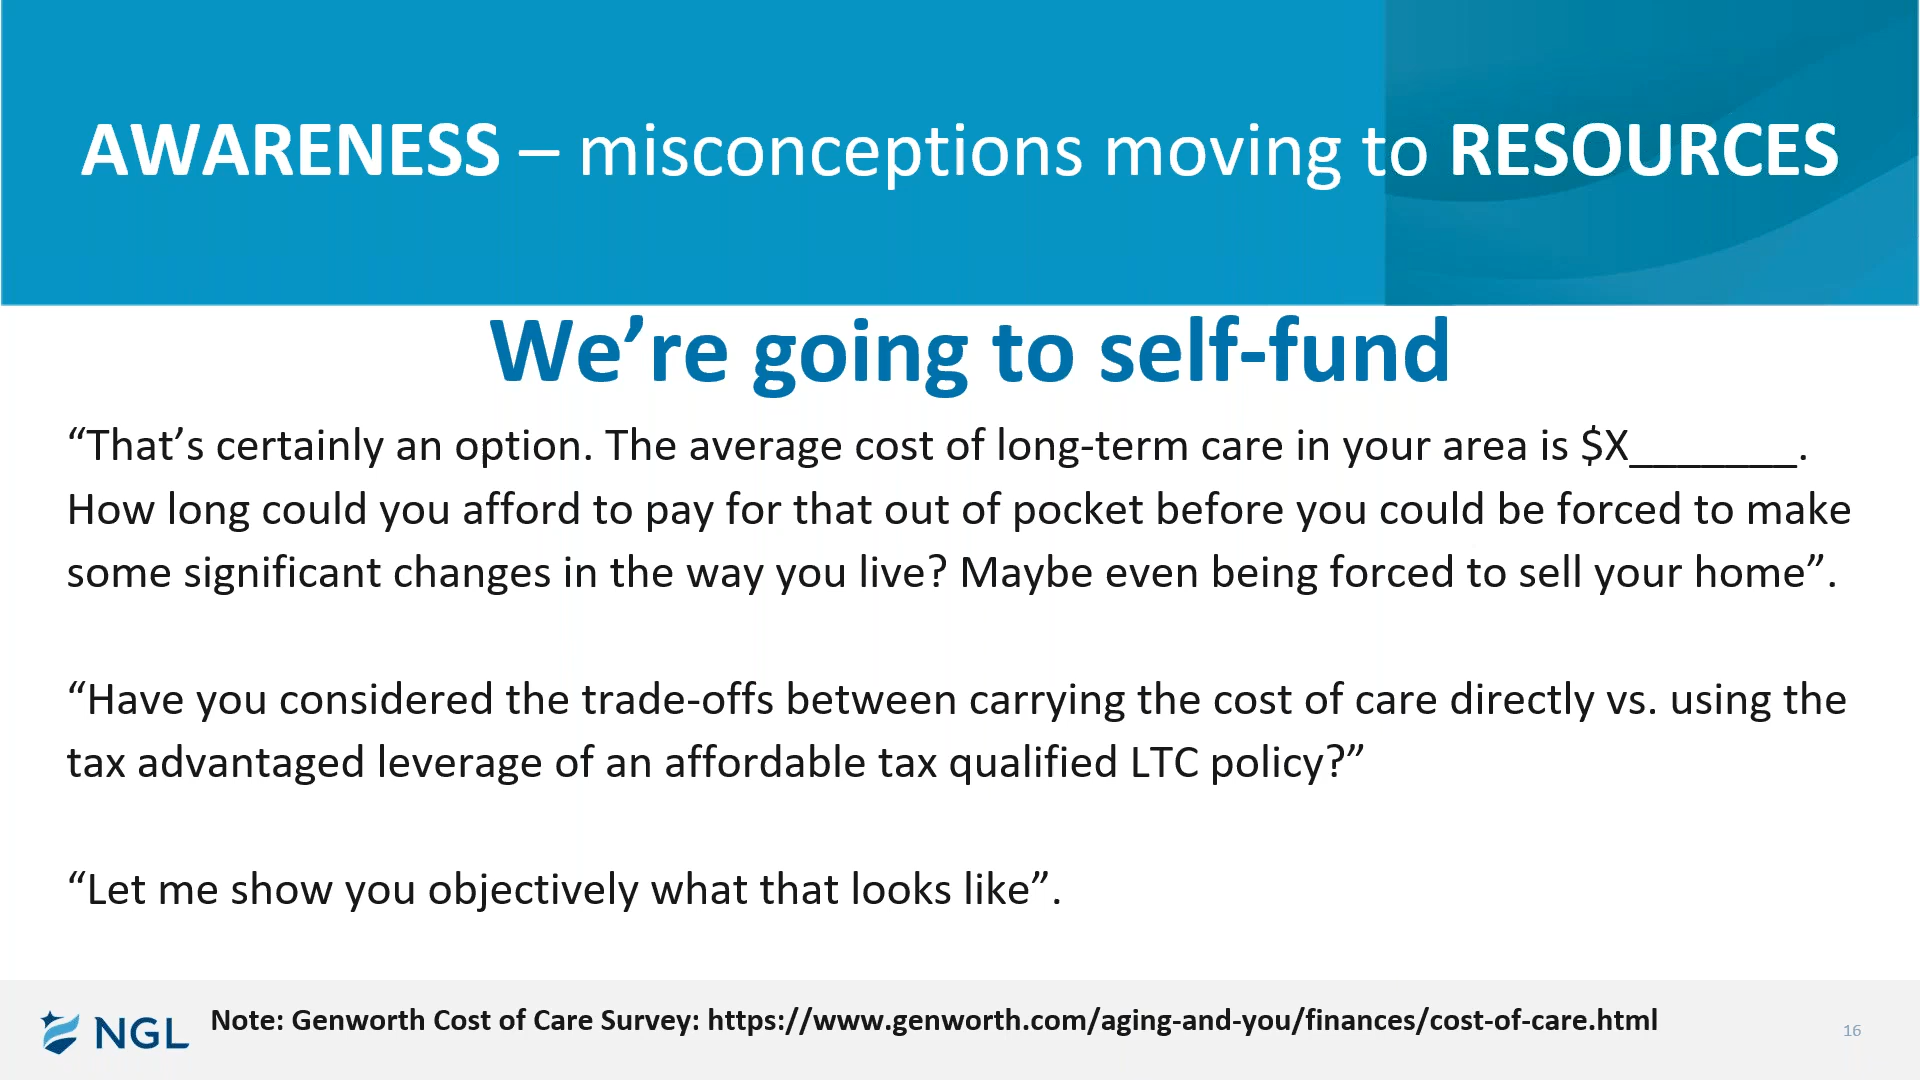 AWARENESS – misconceptions moving to RESOURCES
We’re going to self-fund
“That’s certainly an option. The average cost of long-term care in your area is $X_______.
How long could you afford to pay for that out of pocket before you could be forced to make
some significant changes in the way you live? Maybe even being forced to sell your home”.
“Have you considered the trade-offs between carrying the cost of care directly vs. using the
tax advantaged leverage of an affordable tax qualified LTC policy?”
“Let me show you objectively what that looks like”.
NGL
Note: Genworth Cost of Care Survey: https://www.genworth.com/aging-and-you/finances/cost-of-care.html
16